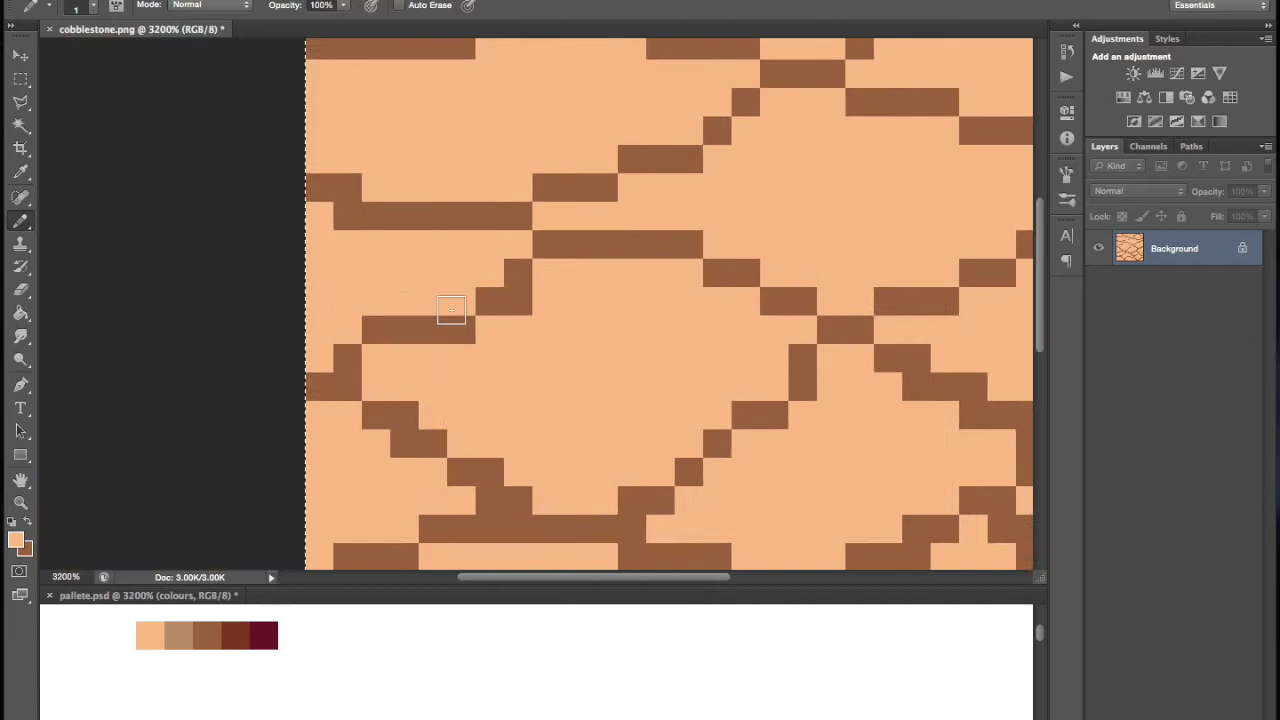 1 Mode: Normal Opacity: 100% Auto Erase Essentials
× cobblestone.png @ 3200% (RGB/8) *
Adjustments Styles
Add an adjustment
Layers Channels Paths
Kind T
Normal Opacity: 100%
Lock: Fill: 100%
A
Background
T
3200% Doc: 3.00K/3.00K
× pallete.psd @ 3200% (colours, RGB/8) *